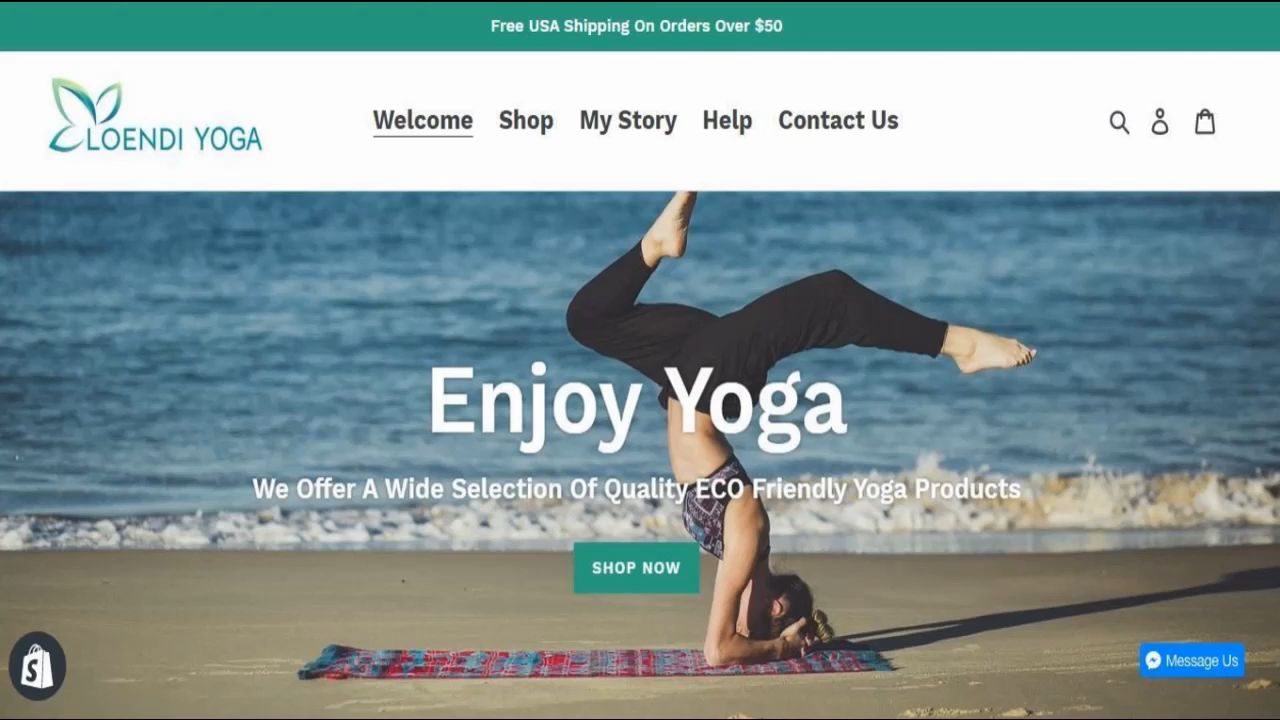 Free USA Shipping On Orders Over $50
LOENDI YOGA
Welcome Shop My Story Help Contact Us
Enjoy Yoga
We Offer A Wide Selection Of Quality ECO Friendly Yoga Products
SHOP NOW
S
Message Us